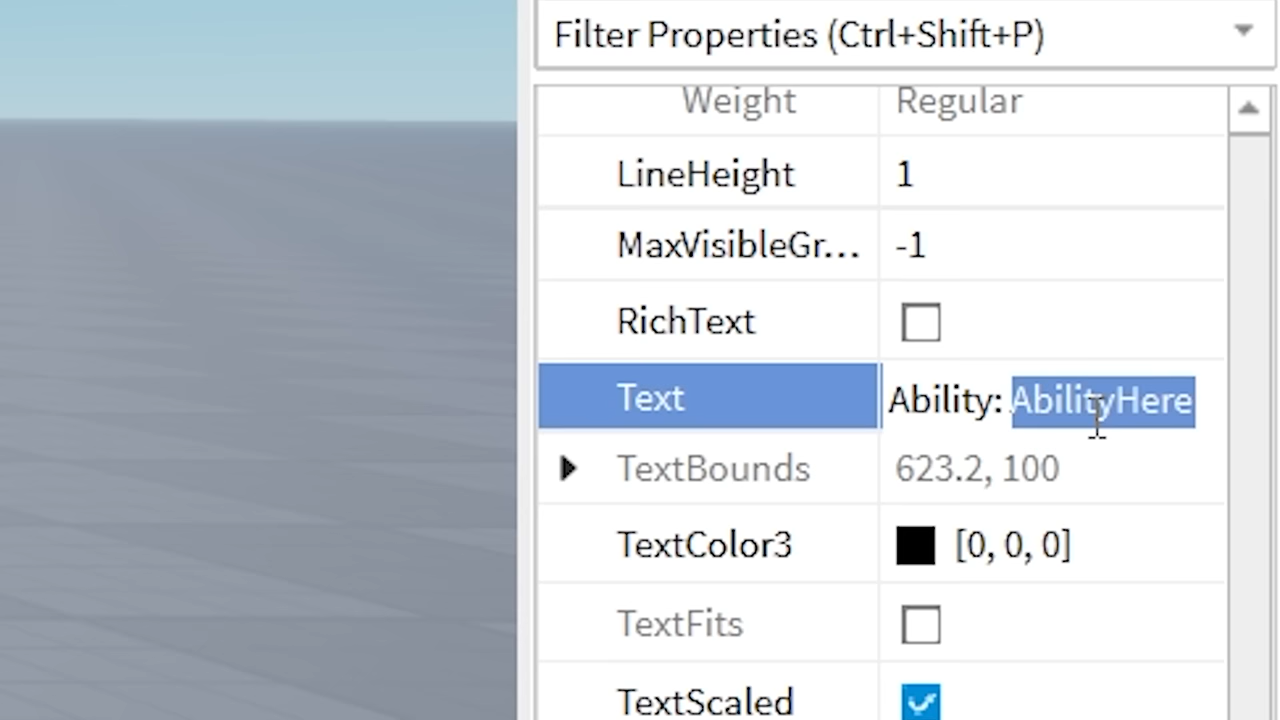 Filter Properties (Ctrl+Shift+P)
Weight Regular
LineHeight 1
MaxVisibleGr... -1
RichText
Text Ability: AbilityHere
TextBounds 623.2, 100
TextColor3 [0, 0, 0]
TextFits
TextScaled